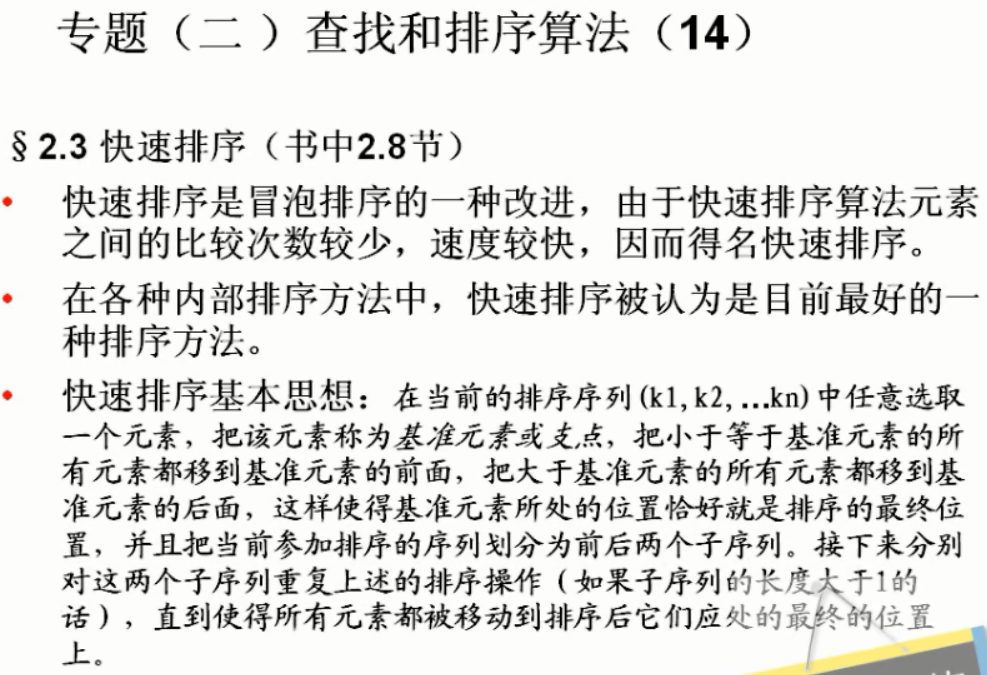 专题（二 ）查找和排序算法（14）
§ 2.3 快速排序（书中2.8节）
• 快速排序是冒泡排序的一种改进，由于快速排序算法元素
之间的比较次数较少，速度较快，因而得名快速排序。
• 在各种内部排序方法中，快速排序被认为是目前最好的一
种排序方法。
• 快速排序基本思想：在当前的排序序列(k1,k2,…kn)中任意选取
一个元素，把该元素称为基准元素或支点，把小于等于基准元素的所
有元素都移到基准元素的前面，把大于基准元素的所有元素都移到基
准元素的后面，这样使得基准元素所处的位置恰好就是排序的最终位
置，并且把当前参加排序的序列划分为前后两个子序列。接下来分别
对这两个子序列重复上述的排序操作（如果子序列的长度大于1的
话），直到使得所有元素都被移动到排序后它们应处的最终的位置
上。